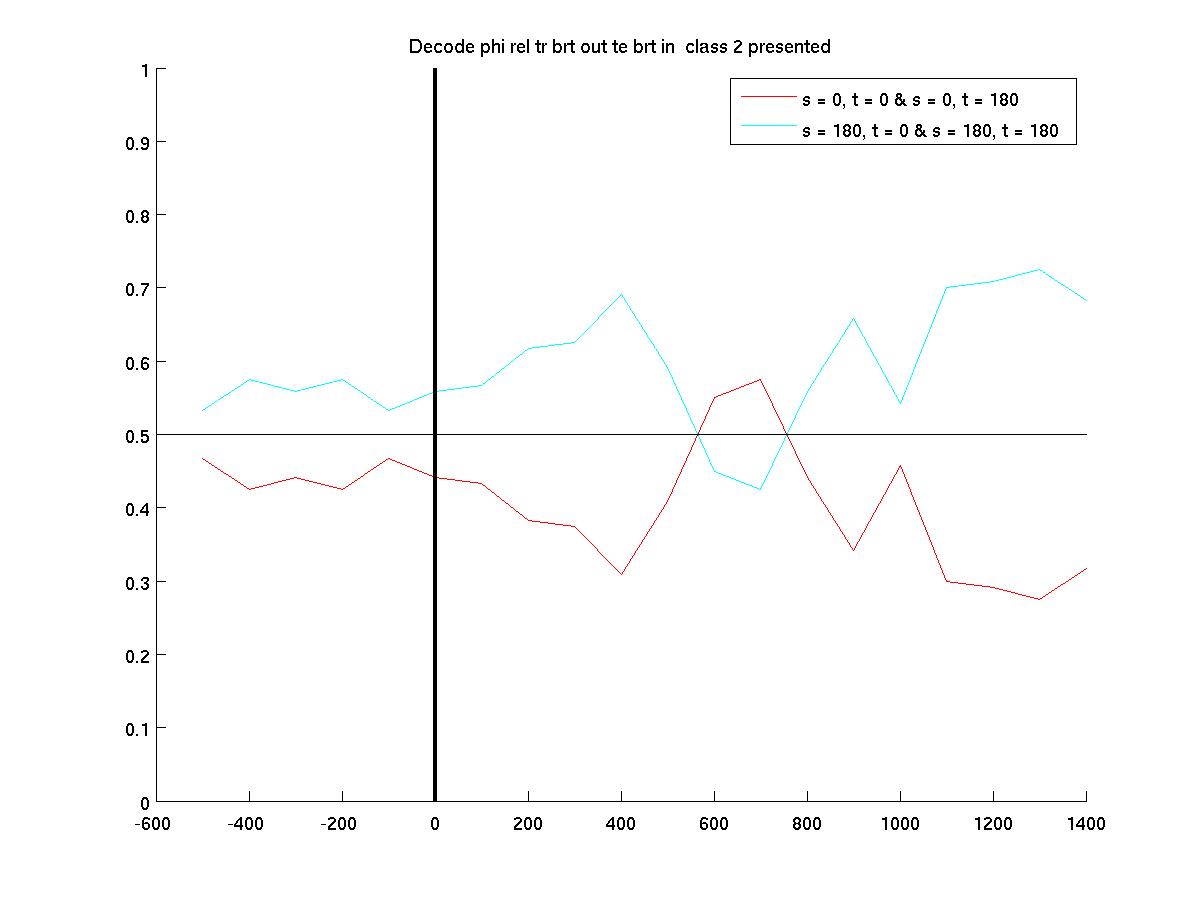 Decode phi rel tr brt out te brt in  class 2 presented
s = 0, t = 0 & s = 0, t = 180
s = 180, t = 0 & s = 180, t = 180
1
0.9
0.8
0.7
0.6
0.5
0.4
0.3
0.2
0.1
0
-600 -400 -200 0 200 400 600 800 1000 1200 1400